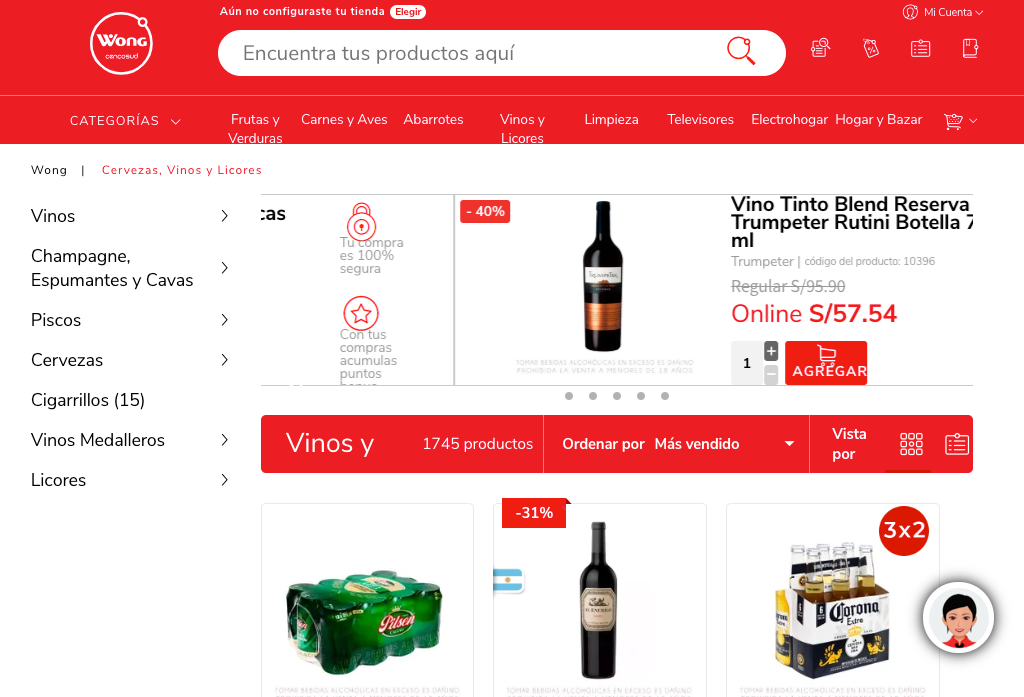 Aún no configuraste tu tienda Elegir
Mi Cuenta
Wong
cencosud
Encuentra tus productos aquí
CATEGORÍAS
Frutas y
Verduras
Carnes y Aves
Abarrotes
Vinos y
Licores
Limpieza
Televisores
Electrohogar
Hogar y Bazar
Wong | Cervezas, Vinos y Licores
Vinos
Champagne,
Espumantes y Cavas
Piscos
Cervezas
Cigarrillos (15)
Vinos Medalleros
Licores
cas
Tu compra
es 100%
segura
Con tus
compras
acumulas
puntos
bonus
- 40%
TOMAR BEBIDAS ALCOHÓLICAS EN EXCESO ES DAÑINO
PROHIBIDA LA VENTA A MENORES DE 18 AÑOS
Vino Tinto Blend Reserva
Trumpeter Rutini Botella 7
ml
Trumpeter | código del producto: 10396
Regular S/95.90
Online S/57.54
1
+
−
AGREGAR
Vinos y
1745 productos
Ordenar por Más vendido
Vista
por
Pilsen
TOMAR BEBIDAS ALCOHÓLICAS EN EXCESO ES DAÑINO
-31%
TOMAR BEBIDAS ALCOHÓLICAS EN EXCESO ES DAÑINO
3x2
Corona
Extra
TOMAR BEBIDAS ALCOHÓLICAS EN EXCESO ES DAÑINO